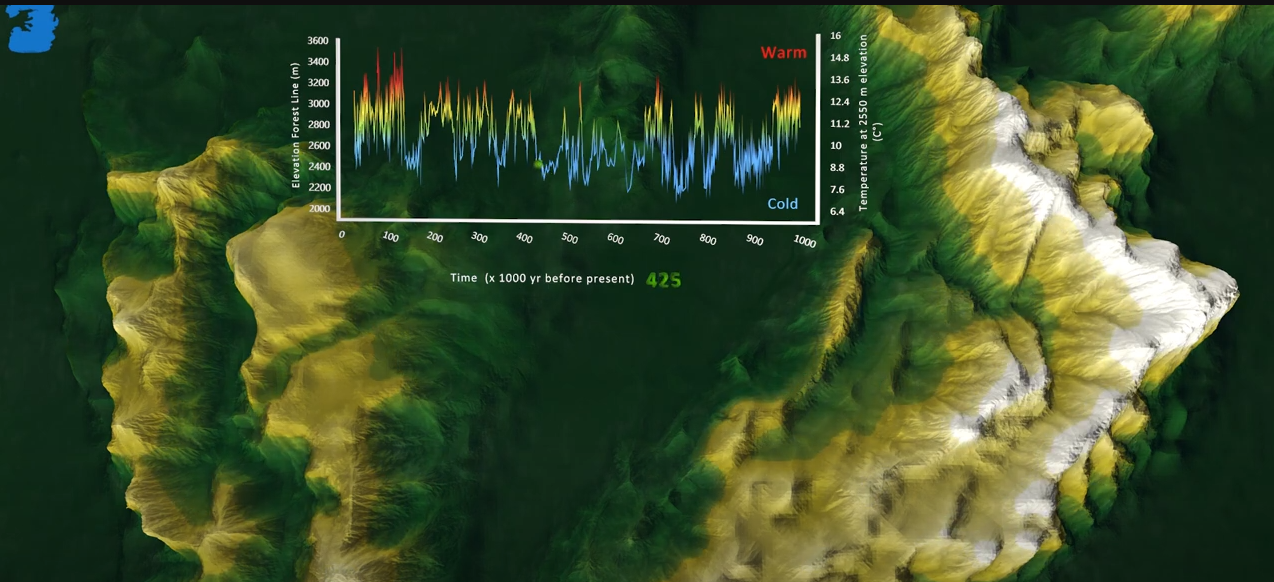 3600
3400
3200
3000
2800
2600
2400
2200
2000
Elevation Forest Line (m)
Warm
Cold
16
14.8
13.6
12.4
11.2
10
8.8
7.6
6.4
Temperature at 2550 m elevation
(C°)
0 100 200 300 400 500 600 700 800 900 1000
Time (x 1000 yr before present) 425